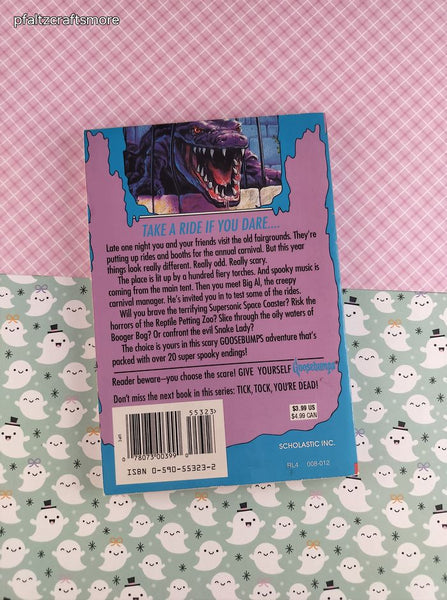 pfaltzcraftsmore
TAKE A RIDE IF YOU DARE....
Late one night you and your friends visit the old fairgrounds. They're
putting up rides and booths for the annual carnival. But this year
things look really different. Really odd. Really scary.
The place is lit up by a hundred fiery torches. And spooky music is
coming from the main tent. Then you meet Big Al, the creepy
carnival manager. He's invited you in to test some of the rides.
Will you brave the terrifying Supersonic Space Coaster? Risk the
horrors of the Reptile Petting Zoo? Slice through the oily waters of
Booger Bog? Or confront the evil Snake Lady?
The choice is yours in this scary GOOSEBUMPS adventure that's
packed with over 20 super spooky endings!
Reader beware—you choose the scare! GIVE YOURSELF Goosebumps
Don't miss the next book in this series: TICK, TOCK, YOU'RE DEAD!
55323
0 78073 00399 0
ISBN 0-590-55323-2
$3.99 US
$4.99 CAN
SCHOLASTIC INC.
RL4 008-012